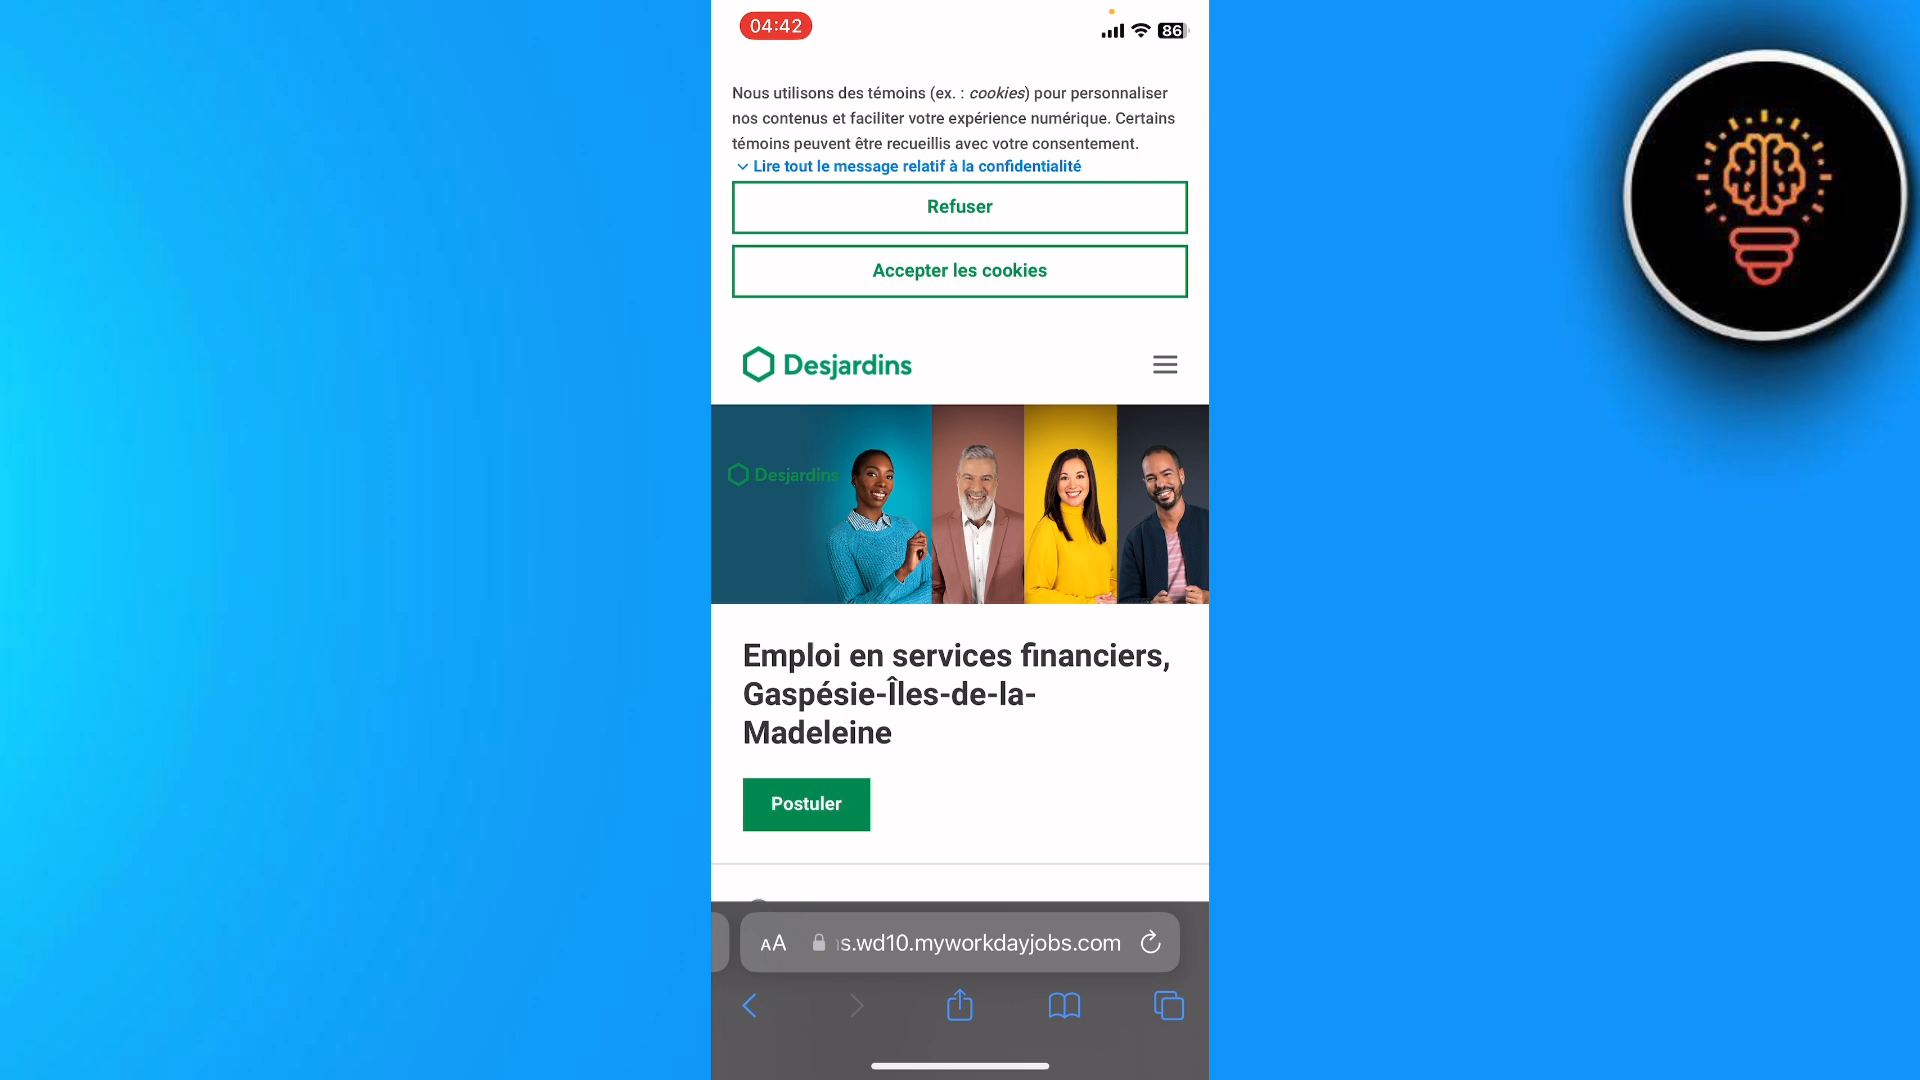 04:42
86
Nous utilisons des témoins (ex. : cookies) pour personnaliser
nos contenus et faciliter votre expérience numérique. Certains
témoins peuvent être recueillis avec votre consentement.
Lire tout le message relatif à la confidentialité
Refuser
Accepter les cookies
Desjardins
Desjardins
Emploi en services financiers,
Gaspésie-Îles-de-la-
Madeleine
Postuler
AA s.wd10.myworkdayjobs.com